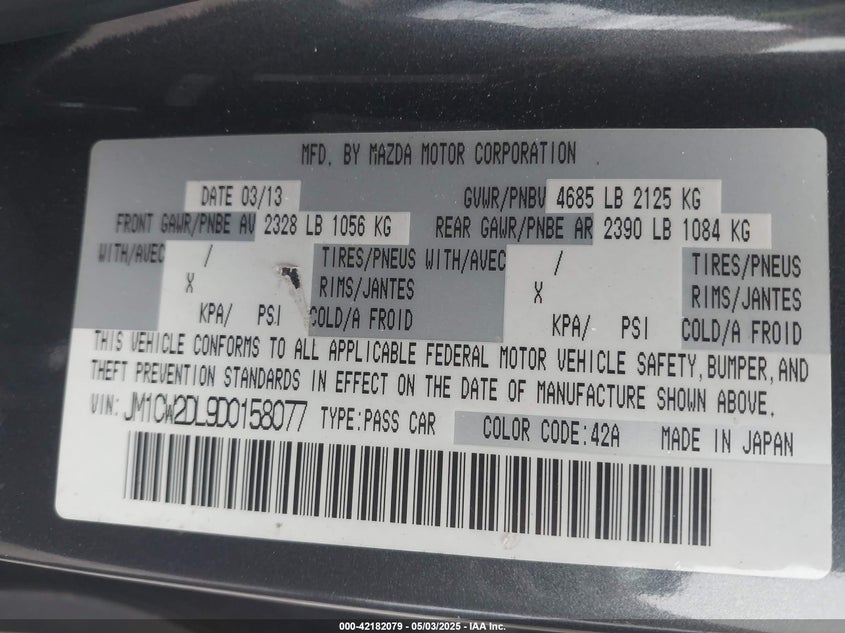 MFD. BY MAZDA MOTOR CORPORATION
DATE 03/13 GVWR/PNBV 4685 LB 2125 KG
FRONT GAWR/PNBE AV 2328 LB 1056 KG REAR GAWR/PNBE AR 2390 LB 1084 KG
WITH/AVEC / TIRES/PNEUS WITH/AVEC / TIRES/PNEUS
X RIMS/JANTES X RIMS/JANTES
KPA/ PSI COLD/A FROID KPA/ PSI COLD/A FROID
THIS VEHICLE CONFORMS TO ALL APPLICABLE FEDERAL MOTOR VEHICLE SAFETY, BUMPER, AND
THEFT PREVENTION STANDARDS IN EFFECT ON THE DATE OF MANUFACTURE SHOWN ABOVE.
VIN: JM1CW2DL9D0158077 TYPE:PASS CAR COLOR CODE:42A MADE IN JAPAN
000-42182079 - 05/03/2025 - IAA Inc.